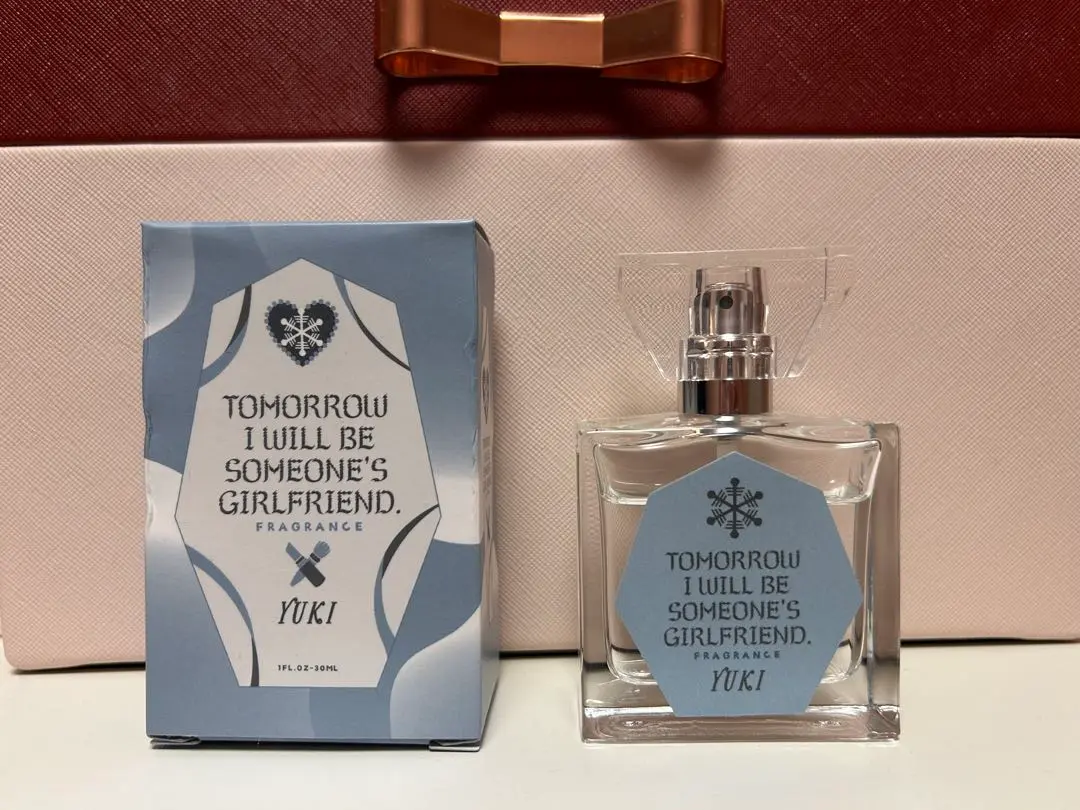 TOMORROW
I WILL BE
SOMEONE'S
GIRLFRIEND.
FRAGRANCE
YUKI
1FL.OZ-30ML
TOMORROW
I WILL BE
SOMEONE'S
GIRLFRIEND.
FRAGRANCE
YUKI